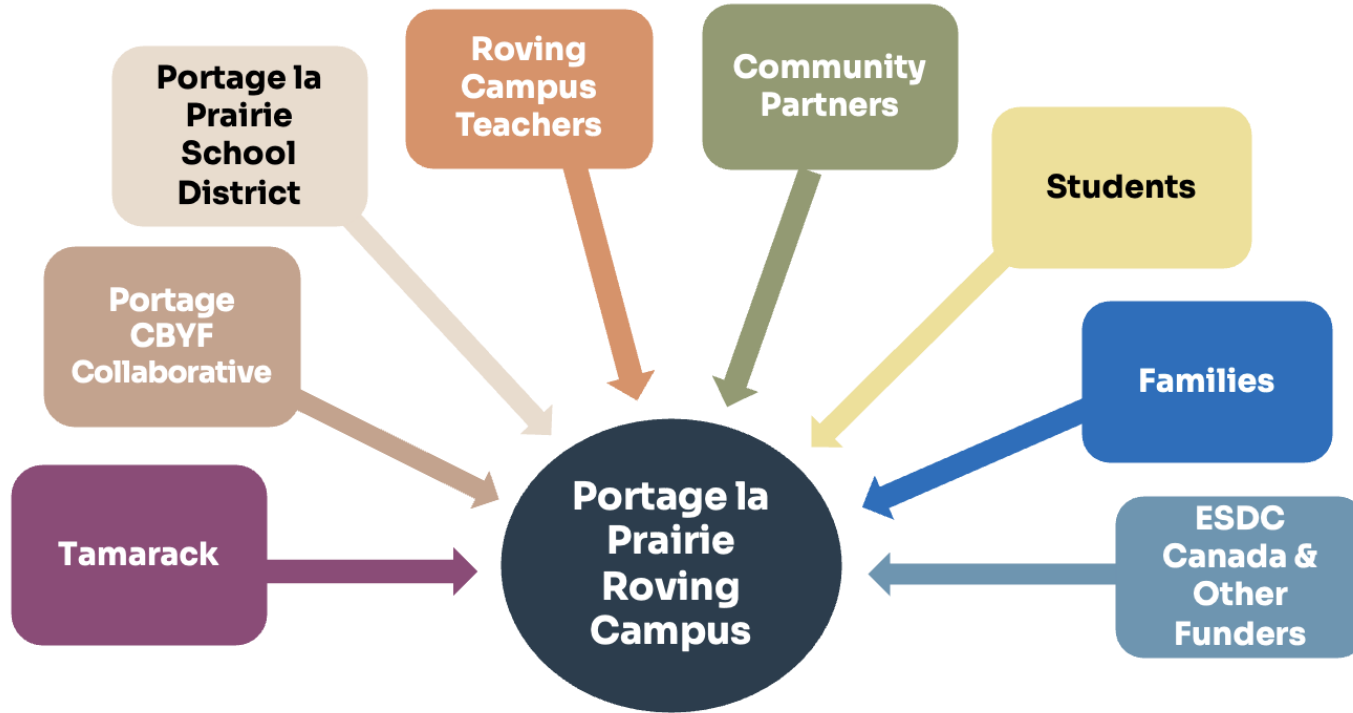 Roving
Campus
Teachers
Community
Partners
Portage la
Prairie
School
District
Students
Portage
CBYF
Collaborative
Families
Tamarack
Portage la
Prairie
Roving
Campus
ESDC
Canada &
Other
Funders